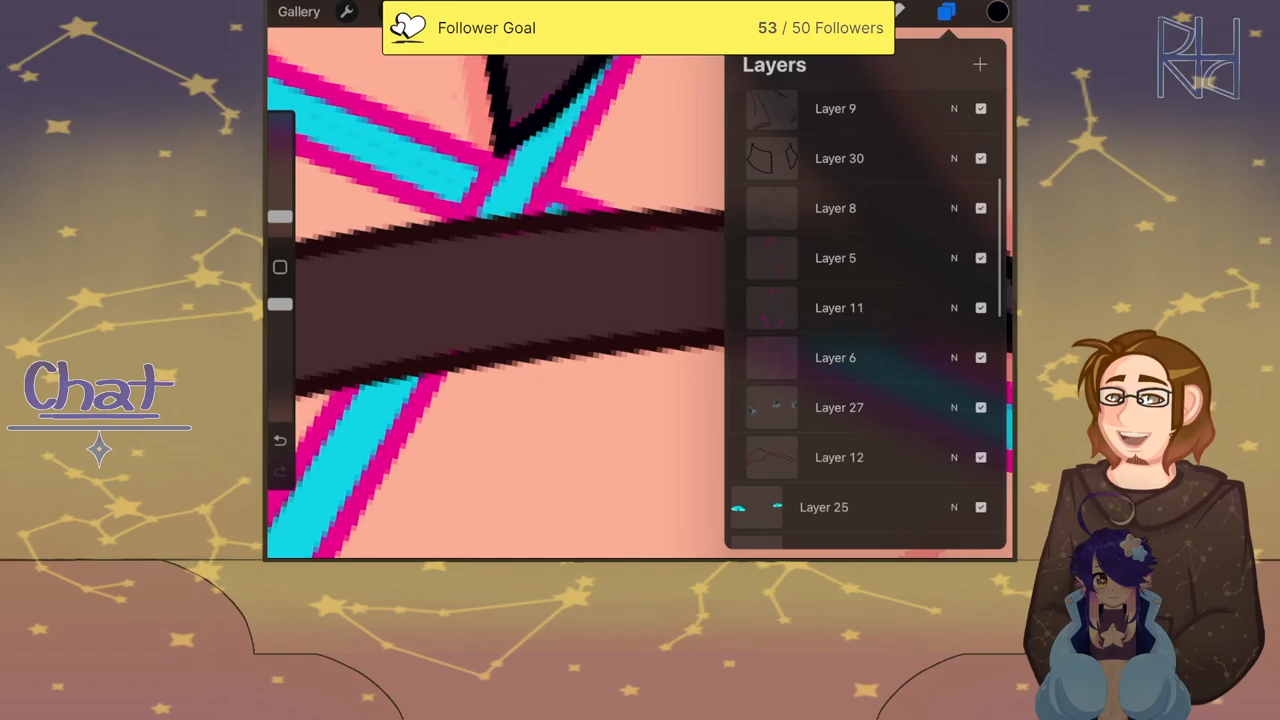 Gallery
Follower Goal
53 / 50 Followers
Layers
Layer 9 N
Layer 30 N
Layer 8 N
Layer 5 N
Layer 11 N
Layer 6 N
Layer 27 N
Layer 12 N
Layer 25 N
Chat